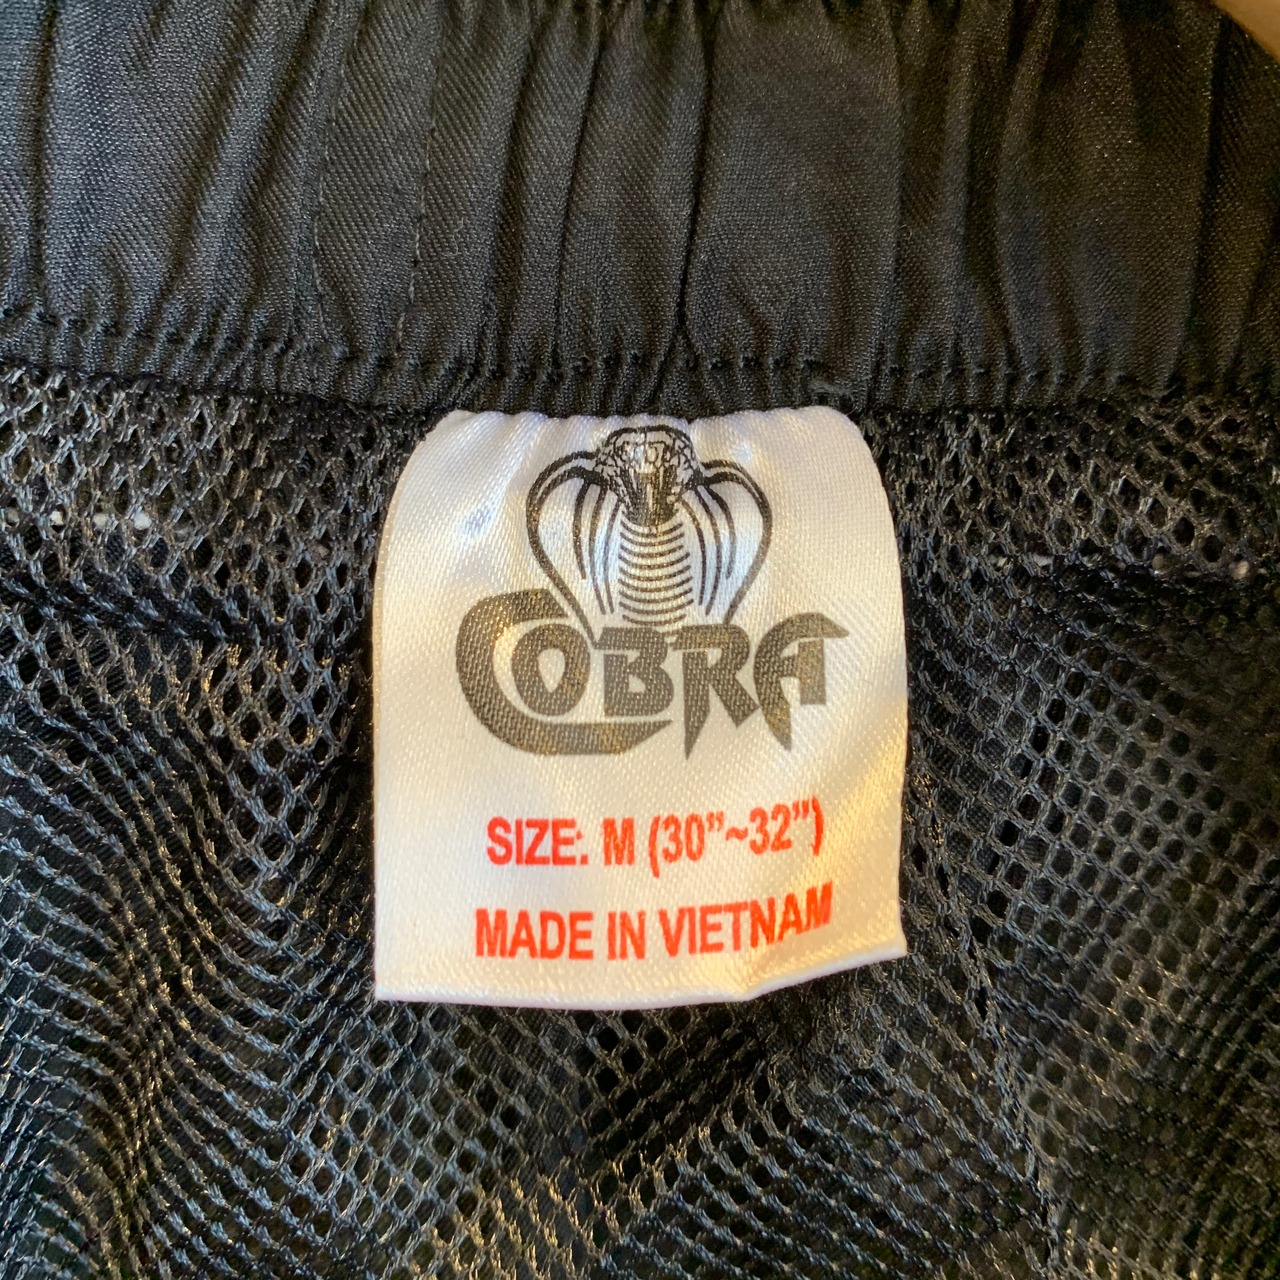 COBRA
SIZE: M (30"~32")
MADE IN VIETNAM